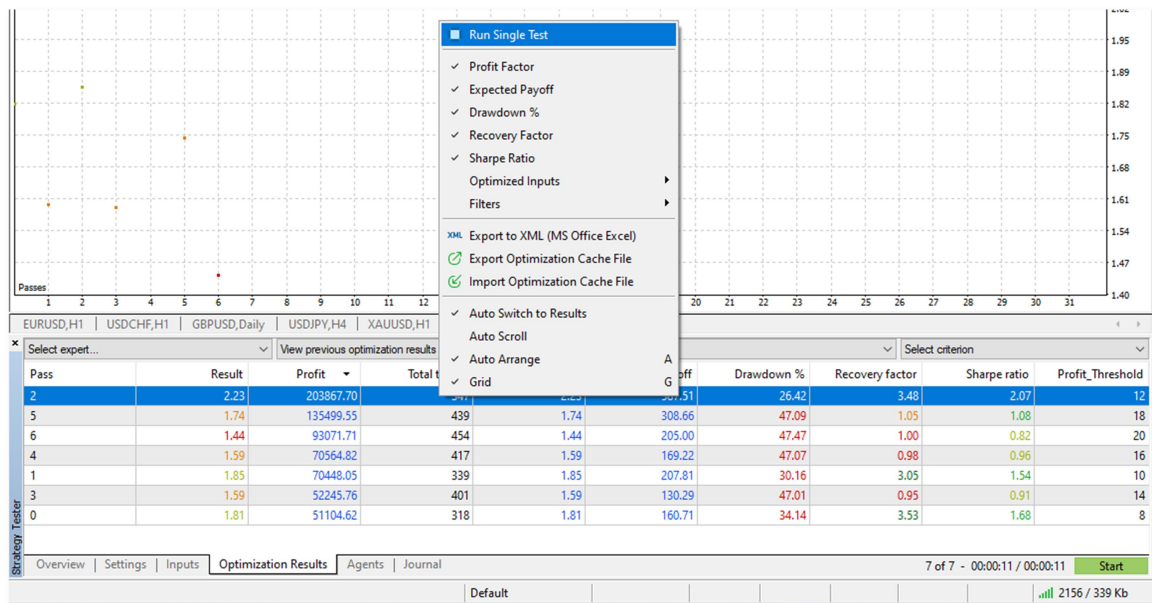 Run Single Test
1.95
Profit Factor
1.89
Expected Payoff
Drawdown %
1.82
Recovery Factor
1.75
Sharpe Ratio
1.68
Optimized Inputs
Filters
1.61
XML Export to XML (MS Office Excel)
1.54
Export Optimization Cache File
1.47
Import Optimization Cache File
Passes
1.40
1 2 3 4 5 6 7 8 9 10 11 12 20 21 22 23 24 25 26 27 28 29 30 31
Auto Switch to Results
EURUSD,H1 | USDCHF,H1 | GBPUSD,Daily | USDJPY,H4 | XAUUSD,H1
Auto Scroll
Select expert... View previous optimization results Select criterion
Auto Arrange A
Grid G
Pass Result Profit Total t off Drawdown % Recovery factor Sharpe ratio Profit_Threshold
2 2.23 203867.70 26.42 3.48 2.07 12
5 1.74 135499.55 439 1.74 308.66 47.09 1.05 1.08 18
6 1.44 93071.71 454 1.44 205.00 47.47 1.00 0.82 20
4 1.59 70564.82 417 1.59 169.22 47.07 0.98 0.96 16
1 1.85 70448.05 339 1.85 207.81 30.16 3.05 1.54 10
3 1.59 52245.76 401 1.59 130.29 47.01 0.95 0.91 14
0 1.81 51104.62 318 1.81 160.71 34.14 3.53 1.68 8
Strategy Tester
Overview | Settings | Inputs | Optimization Results | Agents | Journal
7 of 7 - 00:00:11 / 00:00:11 Start
Default 2156 / 339 Kb